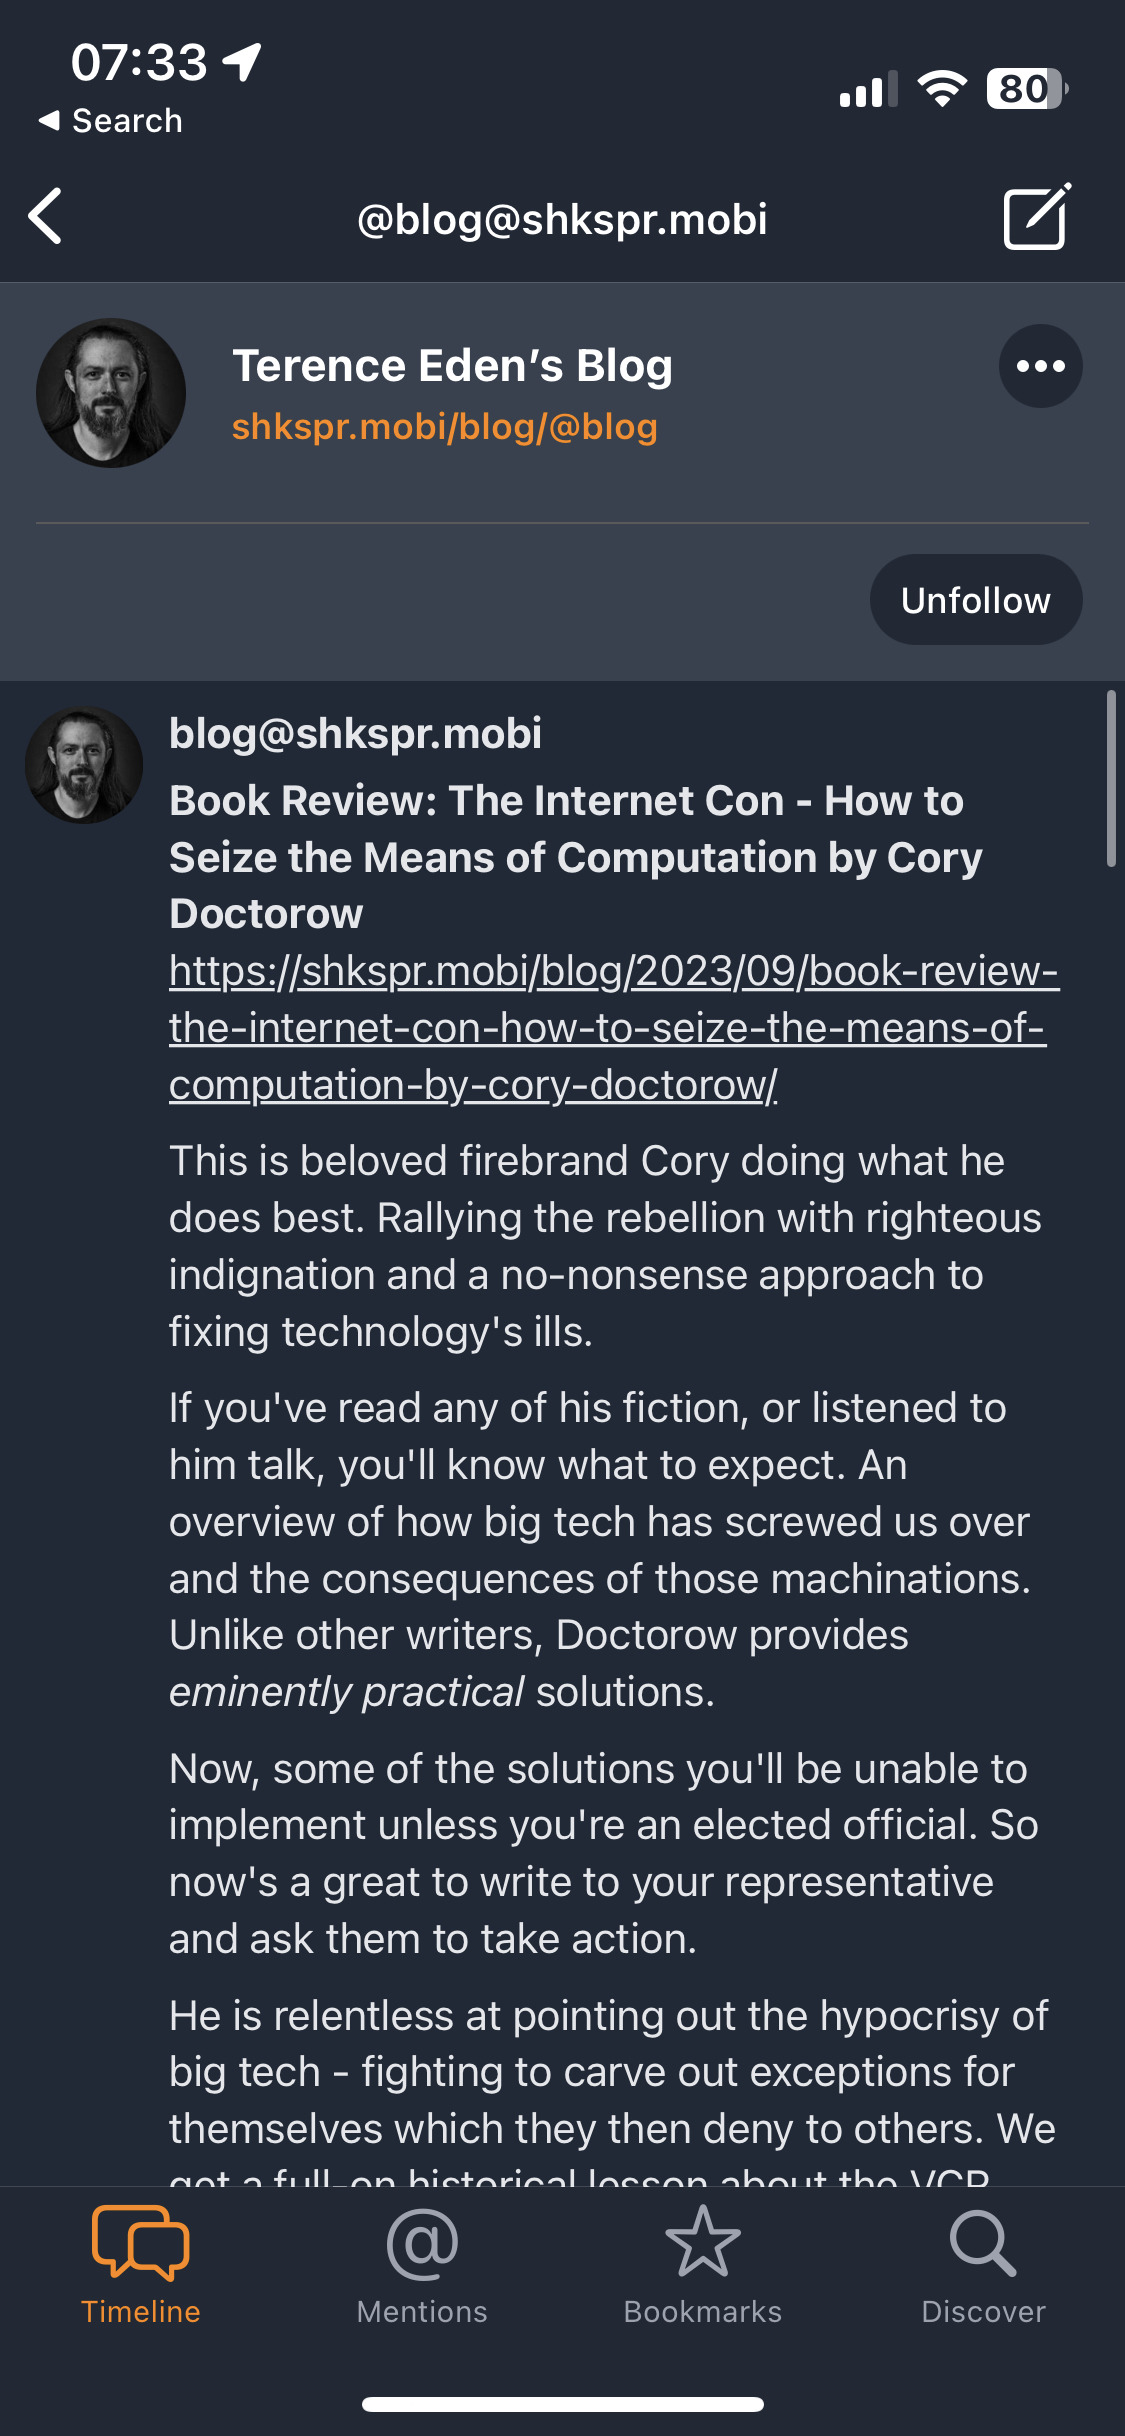 07:33
Search
80
@blog@shkspr.mobi
Terence Eden’s Blog
shkspr.mobi/blog/@blog
Unfollow
blog@shkspr.mobi
Book Review: The Internet Con - How to
Seize the Means of Computation by Cory
Doctorow
https://shkspr.mobi/blog/2023/09/book-review-
the-internet-con-how-to-seize-the-means-of-
computation-by-cory-doctorow/
This is beloved firebrand Cory doing what he
does best. Rallying the rebellion with righteous
indignation and a no-nonsense approach to
fixing technology's ills.
If you've read any of his fiction, or listened to
him talk, you'll know what to expect. An
overview of how big tech has screwed us over
and the consequences of those machinations.
Unlike other writers, Doctorow provides
eminently practical solutions.
Now, some of the solutions you'll be unable to
implement unless you're an elected official. So
now's a great to write to your representative
and ask them to take action.
He is relentless at pointing out the hypocrisy of
big tech - fighting to carve out exceptions for
themselves which they then deny to others. We
get a full-on historical lesson about the VCR
Timeline
Mentions
Bookmarks
Discover